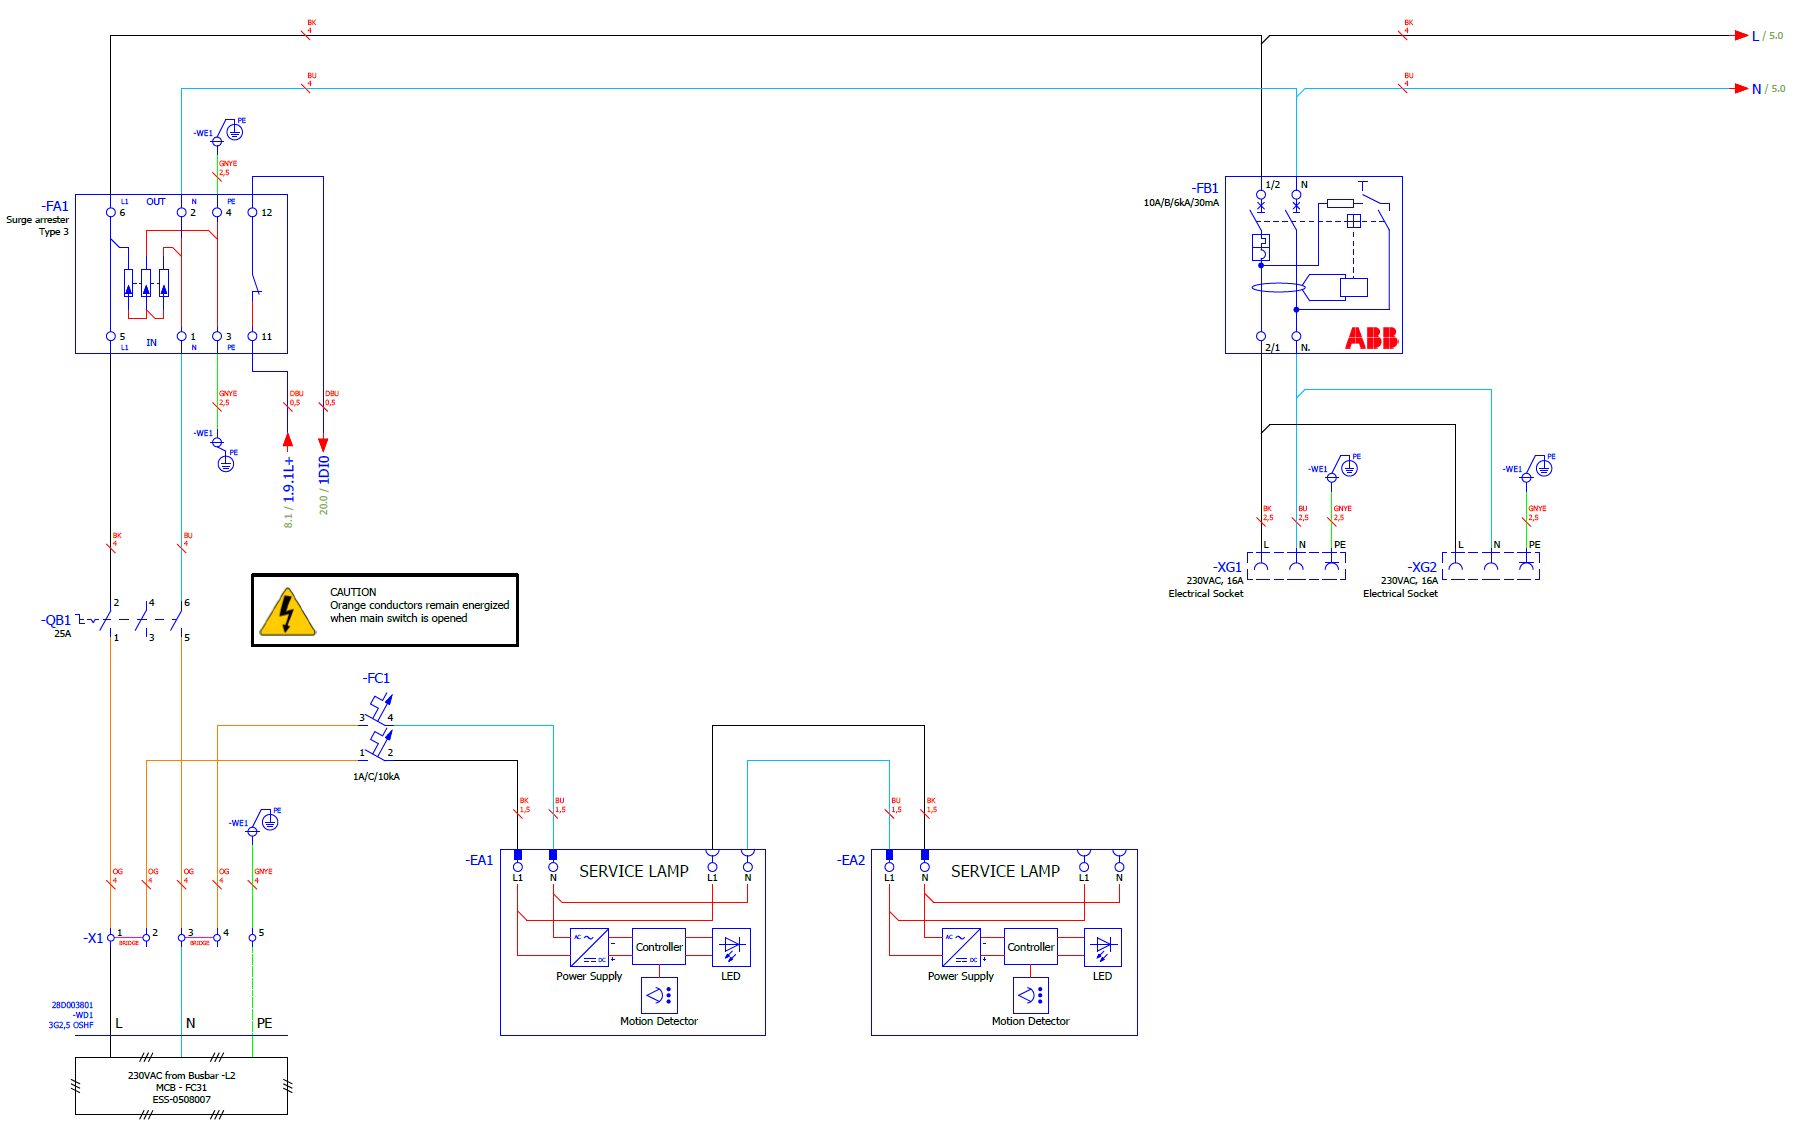 BK
4
BK
4
L / 5.0
BU
4
BU
4
N / 5.0
-WE1
PE
GNYE
2,5
-FA1
Surge arrester
Type 3
L1
OUT
N
PE
6
2
4
12
5
1
3
11
L1
IN
N
PE
-FB1
10A/B/6kA/30mA
1/2
N
2/1
N.
ABB
GNYE
2,5
DBU
0,5
DBU
0,5
-WE1
PE
8.1 / 1.9.1L+
20.0 / 1DI0
-WE1
PE
-WE1
PE
BK
2,5
BU
2,5
GNYE
2,5
GNYE
2,5
L
N
PE
L
N
PE
-XG1
230VAC, 16A
Electrical Socket
-XG2
230VAC, 16A
Electrical Socket
BK
4
BU
4
-QB1
25A
2
4
6
1
3
5
CAUTION
Orange conductors remain energized
when main switch is opened
-FC1
3
4
1
2
1A/C/10kA
-WE1
PE
BK
1,5
BU
1,5
BU
1,5
BK
1,5
-EA1
SERVICE LAMP
L1
N
L1
N
AC
DC
-
+
Controller
Power Supply
LED
Motion Detector
-EA2
SERVICE LAMP
L1
N
L1
N
AC
DC
-
+
Controller
Power Supply
LED
Motion Detector
OG
4
OG
4
OG
4
OG
4
GNYE
4
-X1
1
2
3
4
5
BRIDGE
BRIDGE
28D003801
-WD1
3G2,5 OSHF
L
N
PE
230VAC from Busbar -L2
MCB - FC31
ESS-0508007